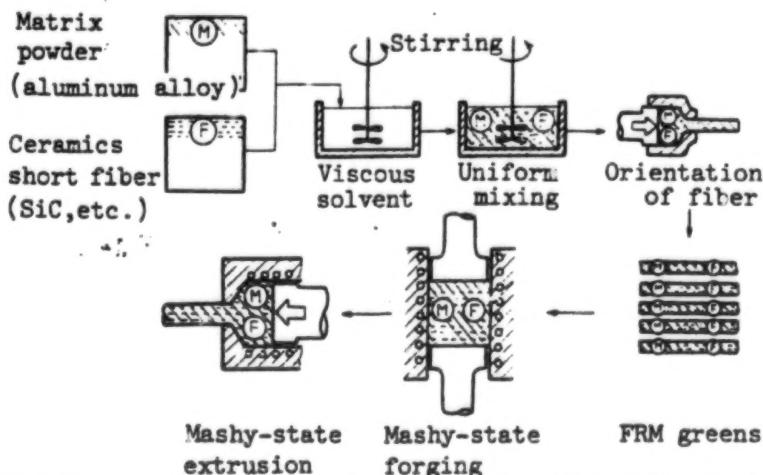 Matrix
powder
(aluminum alloy)
M
Ceramics
short fiber
(SiC,etc.)
F
Stirring
Viscous
solvent
M F
Uniform
mixing
F
F
Orientation
of fiber
M F
M F
M F
M F
M F
FRM greens
M F
Mashy-state
forging
M
F
Mashy-state
extrusion